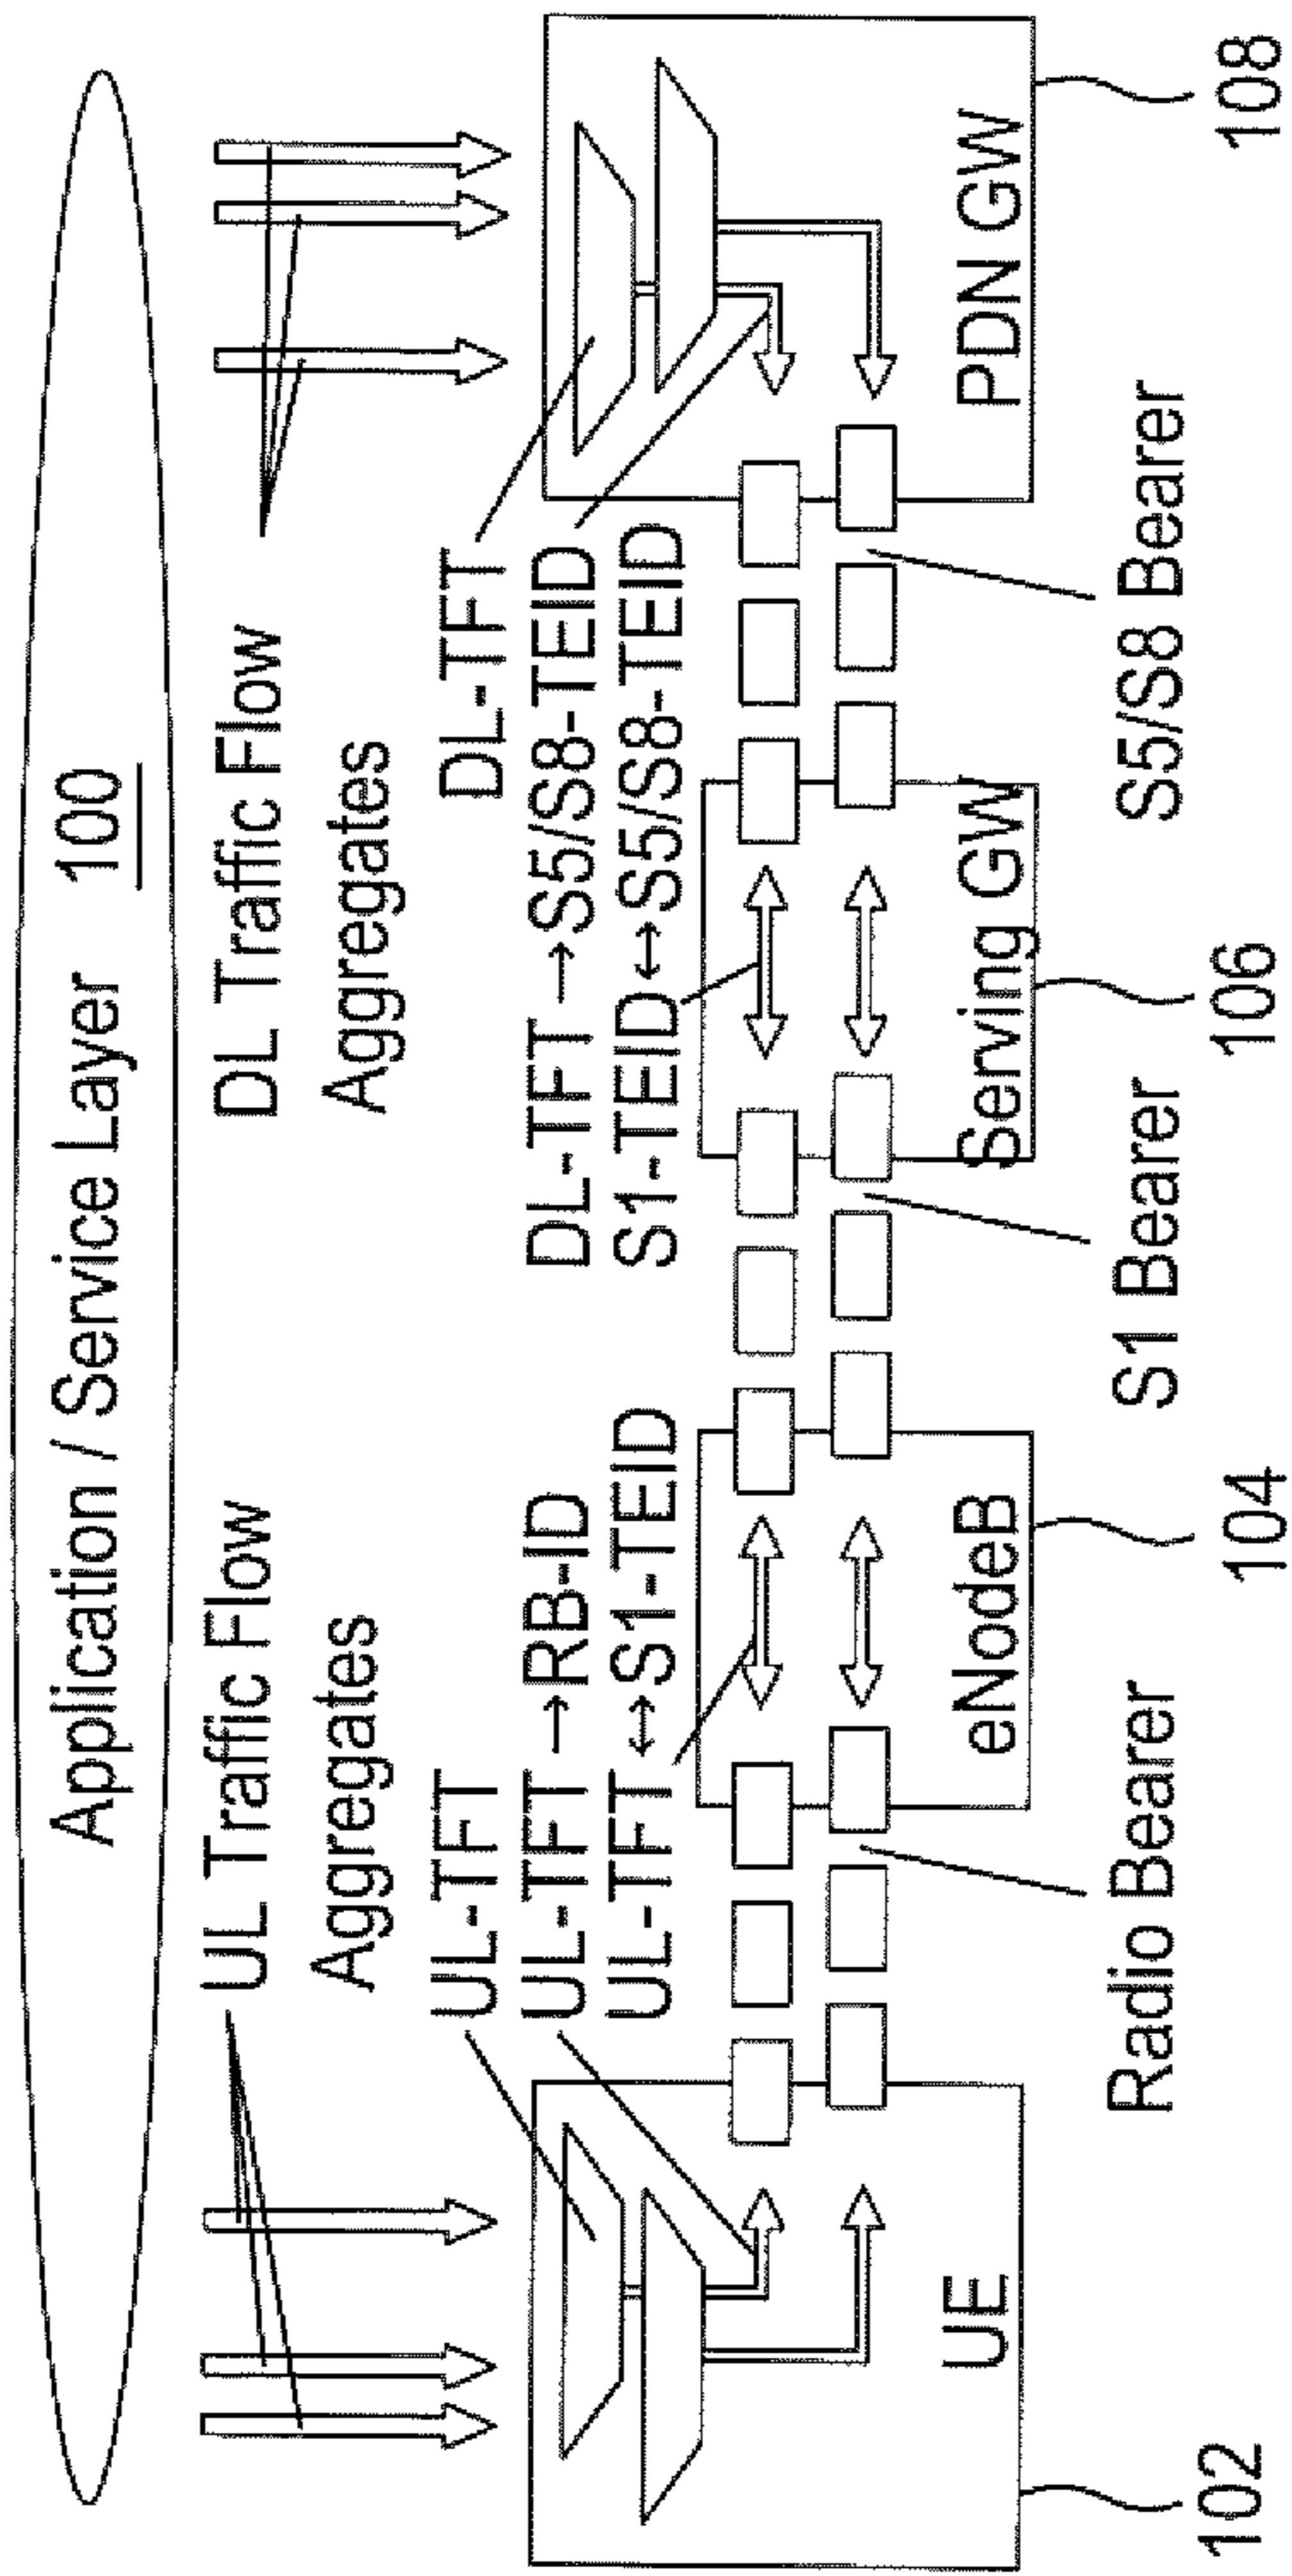 Application / Service Layer 100
UL Traffic Flow
Aggregates
DL Traffic Flow
Aggregates
UL-TFT
UL-TFT → RB-ID
UL-TFT ↔ S1-TEID
DL-TFT
DL-TFT → S5/S8-TEID
S1-TEID ↔ S5/S8-TEID
UE
eNodeB
Serving GW
PDN GW
Radio Bearer
S1 Bearer
S5/S8 Bearer
102
104
106
108